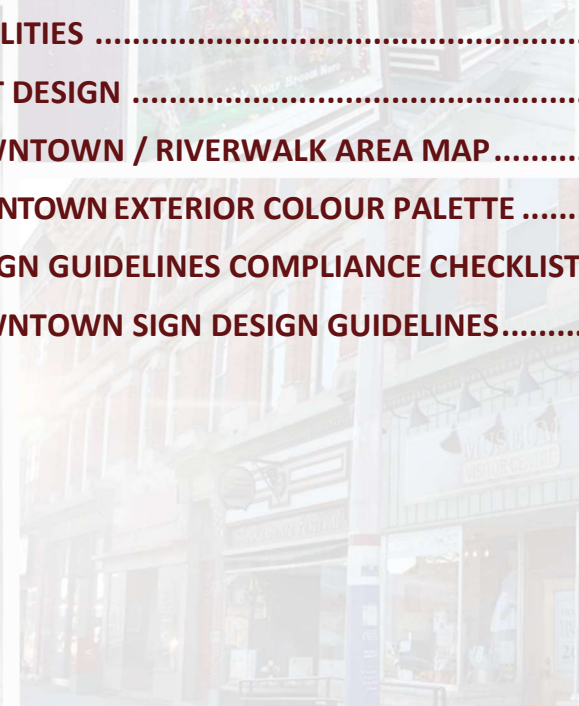 LITIES ................................................
T DESIGN ................................................
WNTOWN / RIVERWALK AREA MAP..........
NTOWN EXTERIOR COLOUR PALETTE .......
GN GUIDELINES COMPLIANCE CHECKLIST
WNTOWN SIGN DESIGN GUIDELINES.........